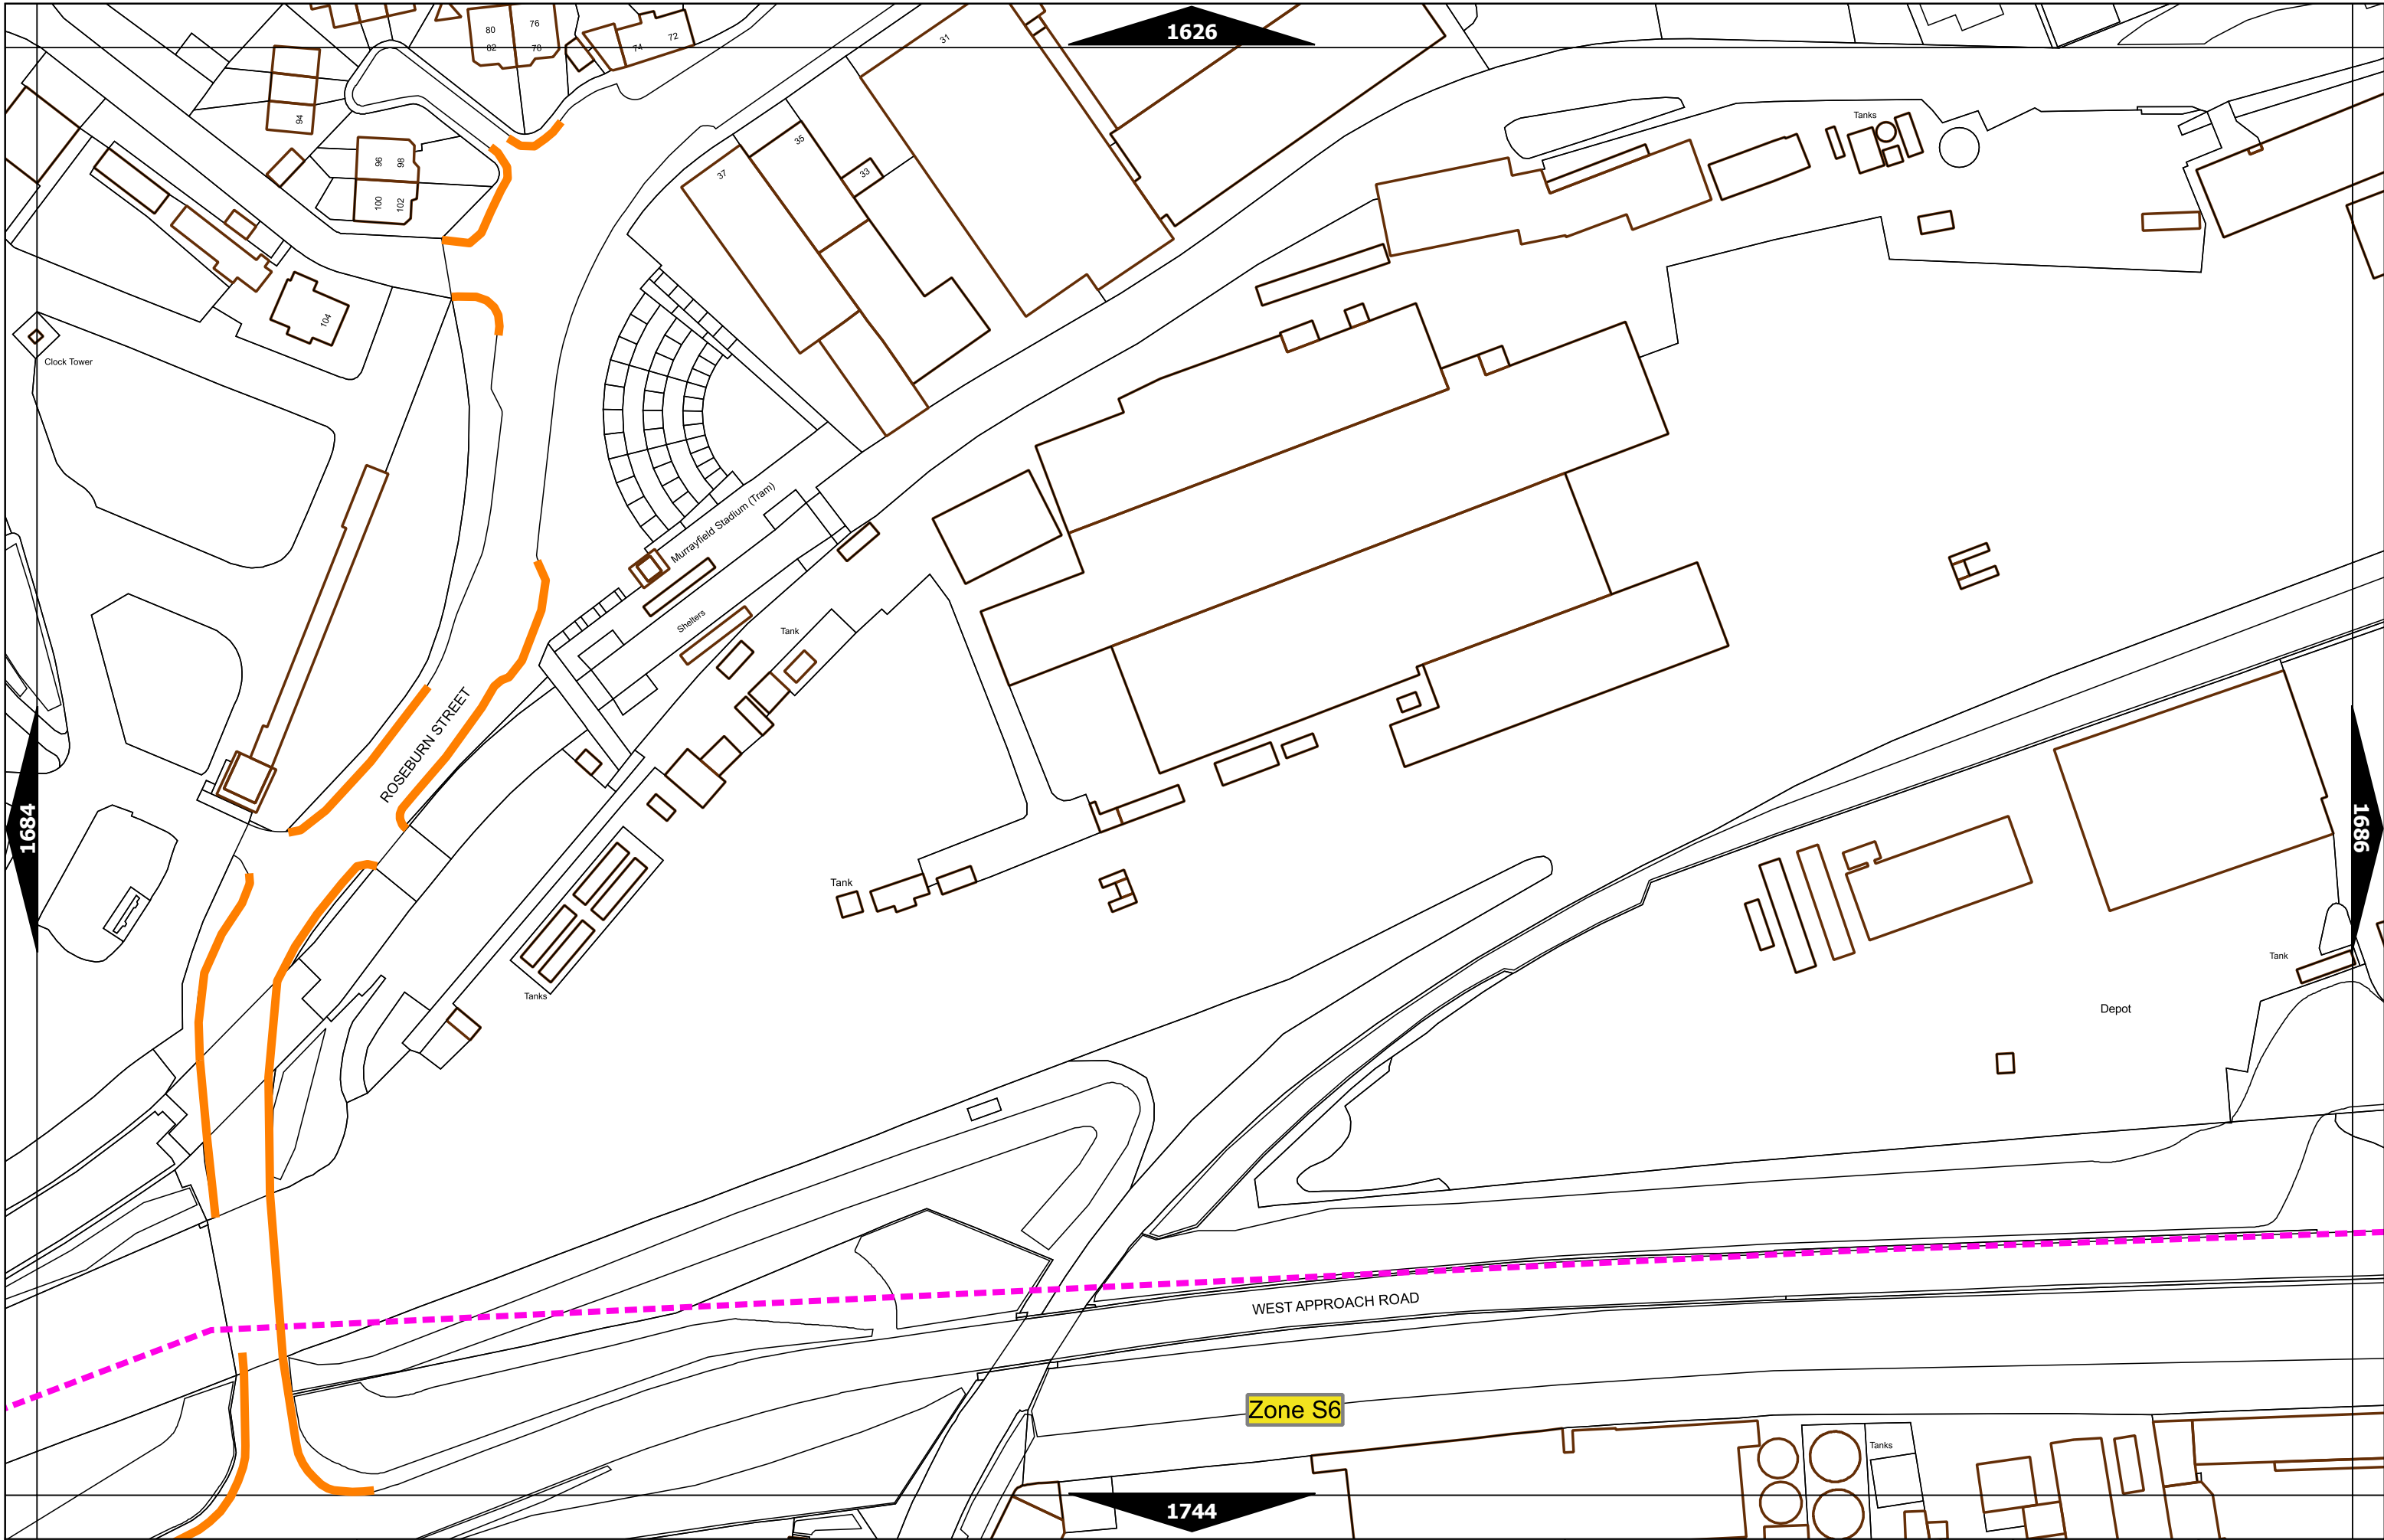 1626
80
76
82
78
74
72
31
94
96
98
100
102
35
37
33
104
Tanks
Clock Tower
Murrayfield Stadium (Tram)
Shelters
Tank
ROSEBURN STREET
1684
1686
Tank
Tanks
Tank
Depot
WEST APPROACH ROAD
Zone S6
Tanks
1744